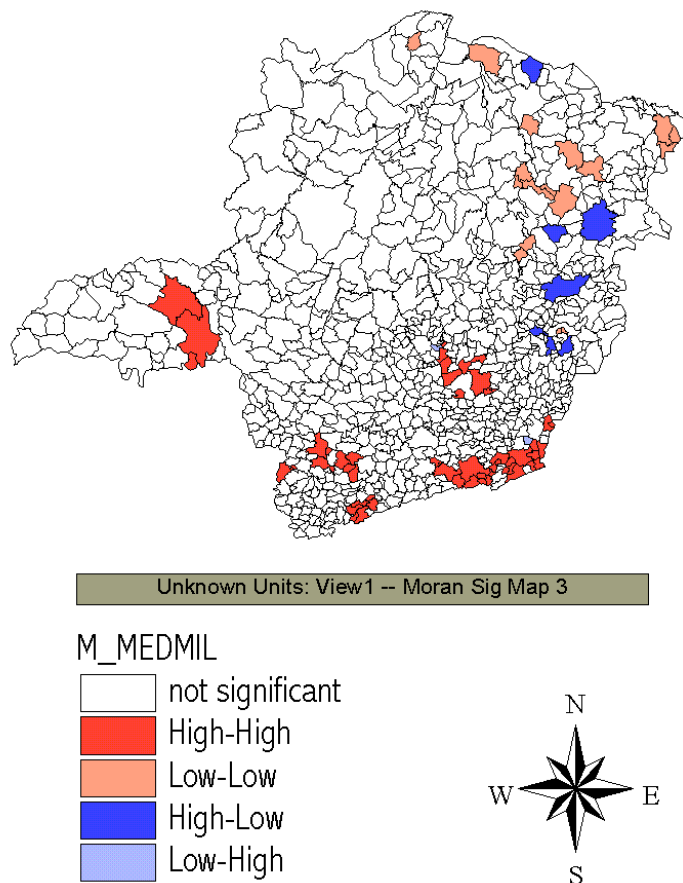 Unknown Units: View1 -- Moran Sig Map 3
M_MEDMIL
not significant
High-High
Low-Low
High-Low
Low-High
N
W E
S